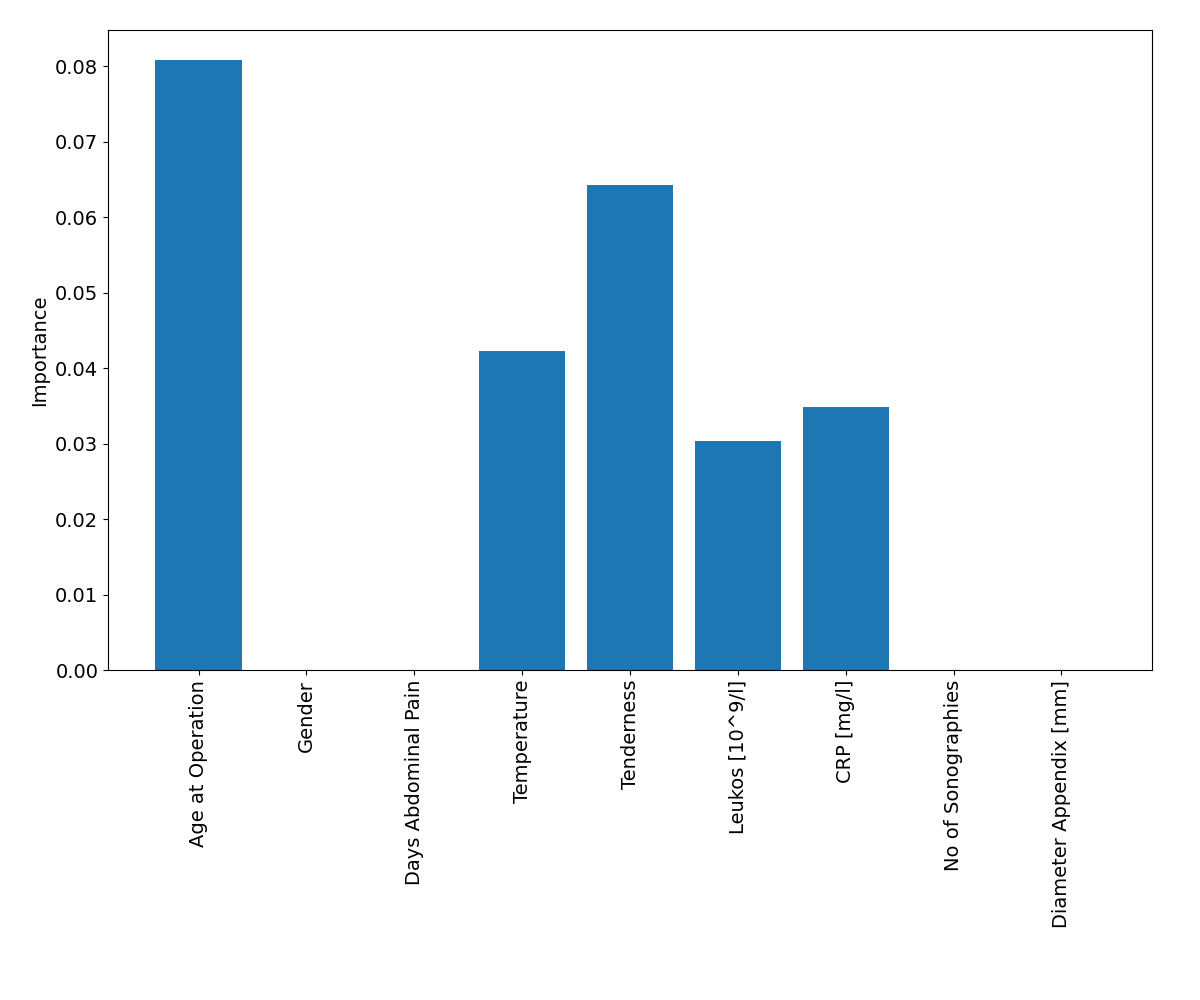 Importance
0.08
0.07
0.06
0.05
0.04
0.03
0.02
0.01
0.00
Age at Operation
Gender
Days Abdominal Pain
Temperature
Tenderness
Leukos [10^9/l]
CRP [mg/l]
No of Sonographies
Diameter Appendix [mm]